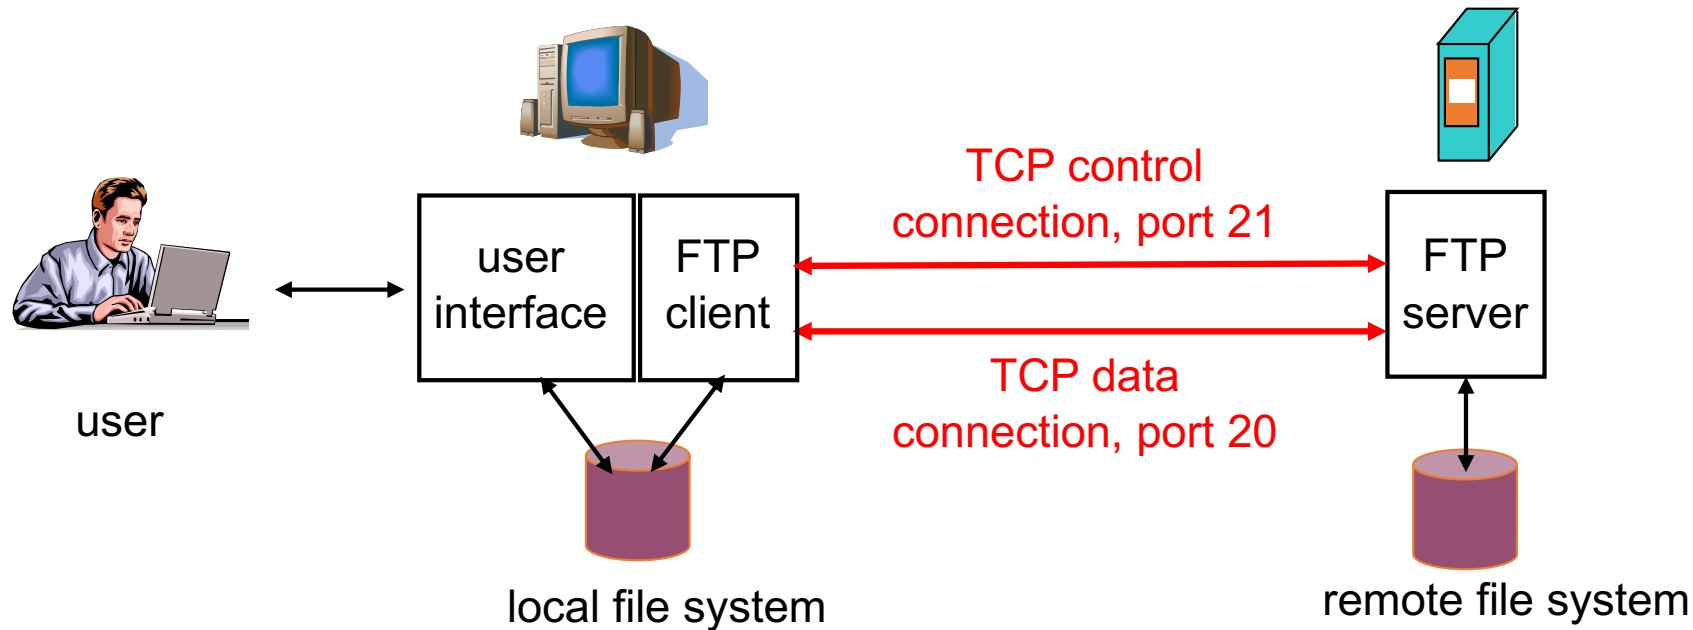 TCP control
connection, port 21
user
interface
FTP
client
FTP
server
TCP data
connection, port 20
user
local file system
remote file system